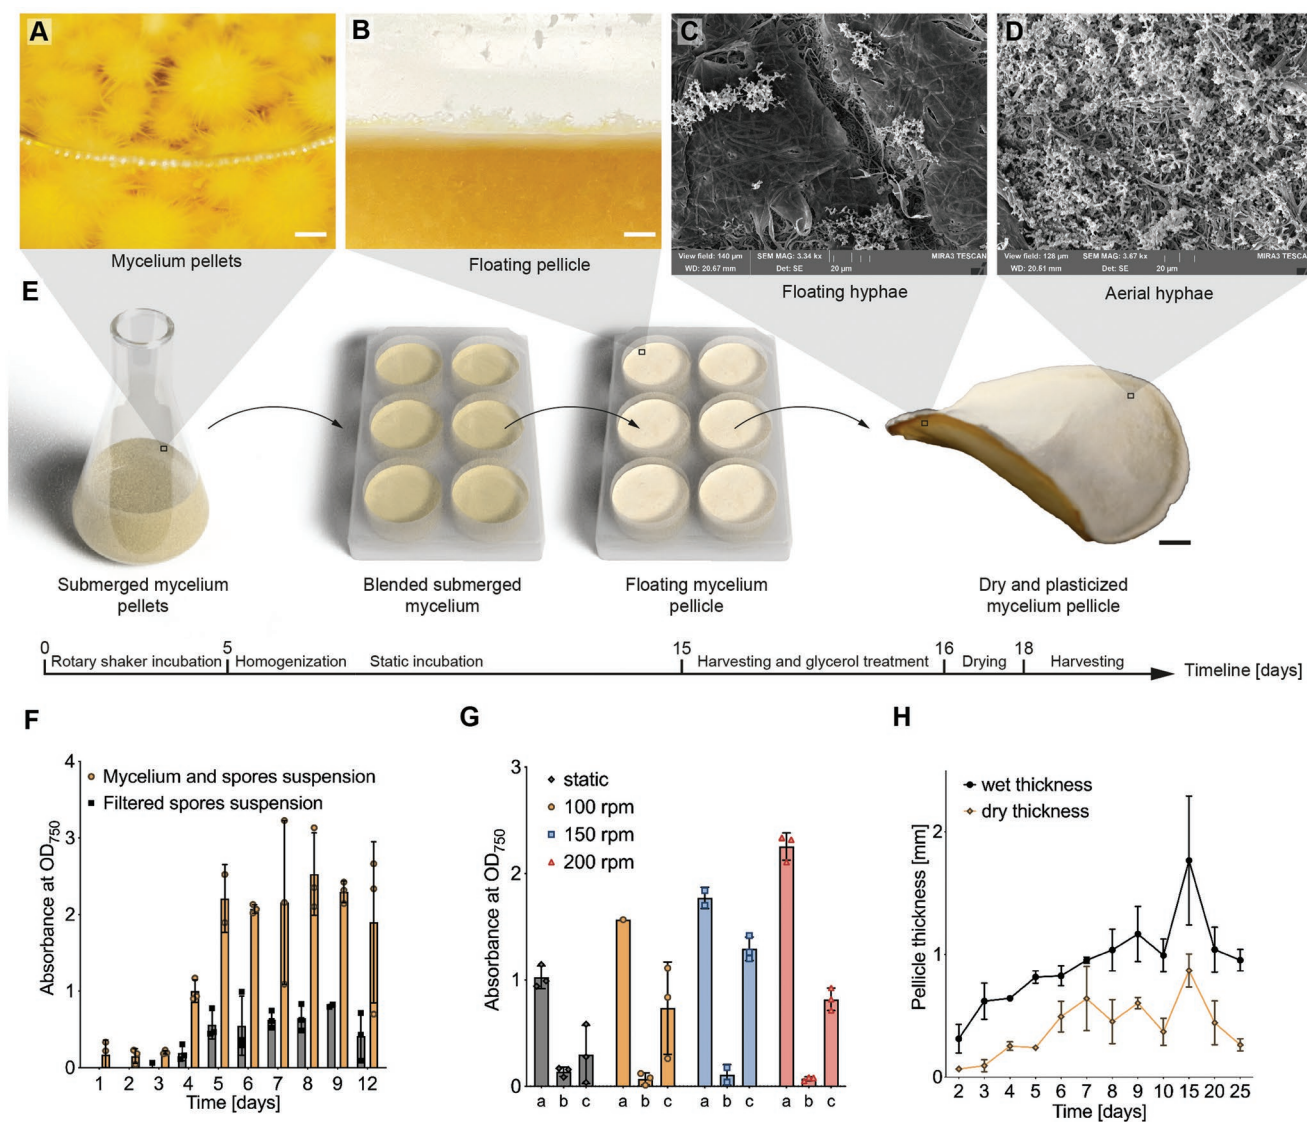 A
B
C
D
View field: 140 µm
SEM MAG: 3.34 kx
MIRA3 TESCAN
WD: 20.67 mm
Det: SE
20 µm
View field: 128 µm
SEM MAG: 3.67 kx
MIRA3 TESCAN
WD: 20.51 mm
Det: SE
20 µm
Mycelium pellets
Floating pellicle
Floating hyphae
Aerial hyphae
E
Submerged mycelium
pellets
Blended submerged
mycelium
Floating mycelium
pellicle
Dry and plasticized
mycelium pellicle
0
5
15
16
18
Rotary shaker incubation
Homogenization
Static incubation
Harvesting and glycerol treatment
Drying
Harvesting
Timeline [days]
F
Absorbance at OD750
4
3
2
1
0
Mycelium and spores suspension
Filtered spores suspension
1 2 3 4 5 6 7 8 9 12
Time [days]
G
Absorbance at OD750
3
2
1
0
static
100 rpm
150 rpm
200 rpm
a b c a b c a b c a b c
H
Pellicle thickness [mm]
2
1
0
wet thickness
dry thickness
2 3 4 5 6 7 8 9 10 15 20 25
Time [days]